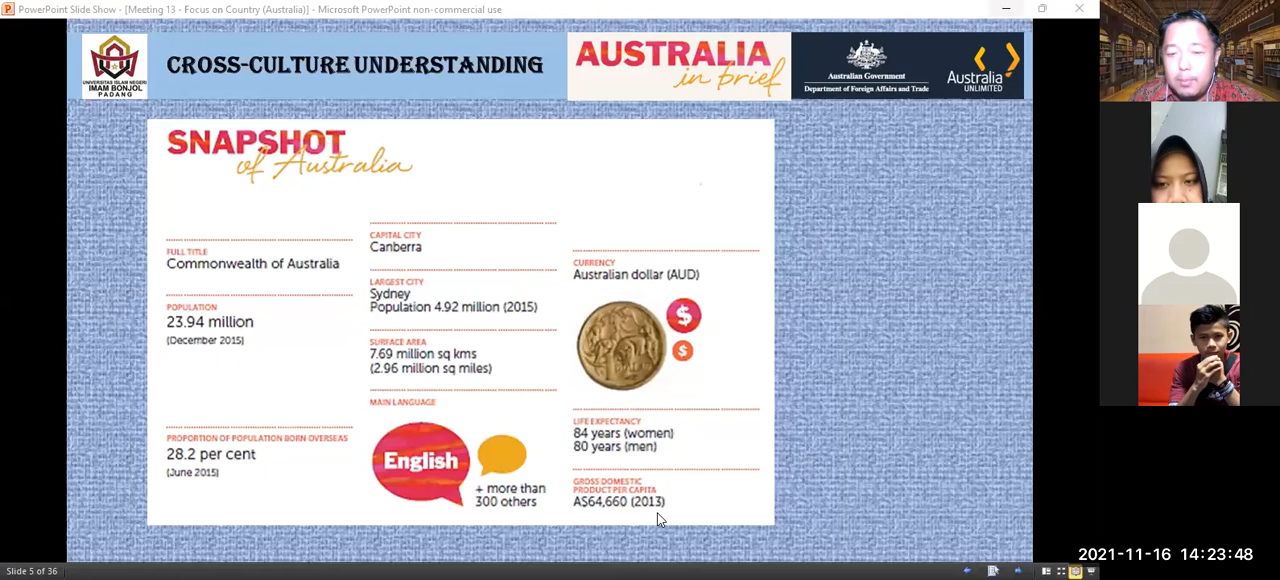 PowerPoint Slide Show - [Meeting 13 - Focus on Country (Australia)] - Microsoft PowerPoint non-commercial use
UNIVERSITAS ISLAM NEGERI
IMAM BONJOL
PADANG
CROSS-CULTURE UNDERSTANDING
AUSTRALIA
in brief
Australian Government
Department of Foreign Affairs and Trade
Australia
UNLIMITED
SNAPSHOT
of Australia
FULL TITLE
Commonwealth of Australia
POPULATION
23.94 million
(December 2015)
PROPORTION OF POPULATION BORN OVERSEAS
28.2 per cent
(June 2015)
CAPITAL CITY
Canberra
LARGEST CITY
Sydney
Population 4.92 million (2015)
SURFACE AREA
7.69 million sq kms
(2.96 million sq miles)
MAIN LANGUAGE
English
+ more than
300 others
CURRENCY
Australian dollar (AUD)
$
$
LIFE EXPECTANCY
84 years (women)
80 years (men)
GROSS DOMESTIC
PRODUCT PER CAPITA
A$64,660 (2013)
2021-11-16 14:23:48
Slide 5 of 36